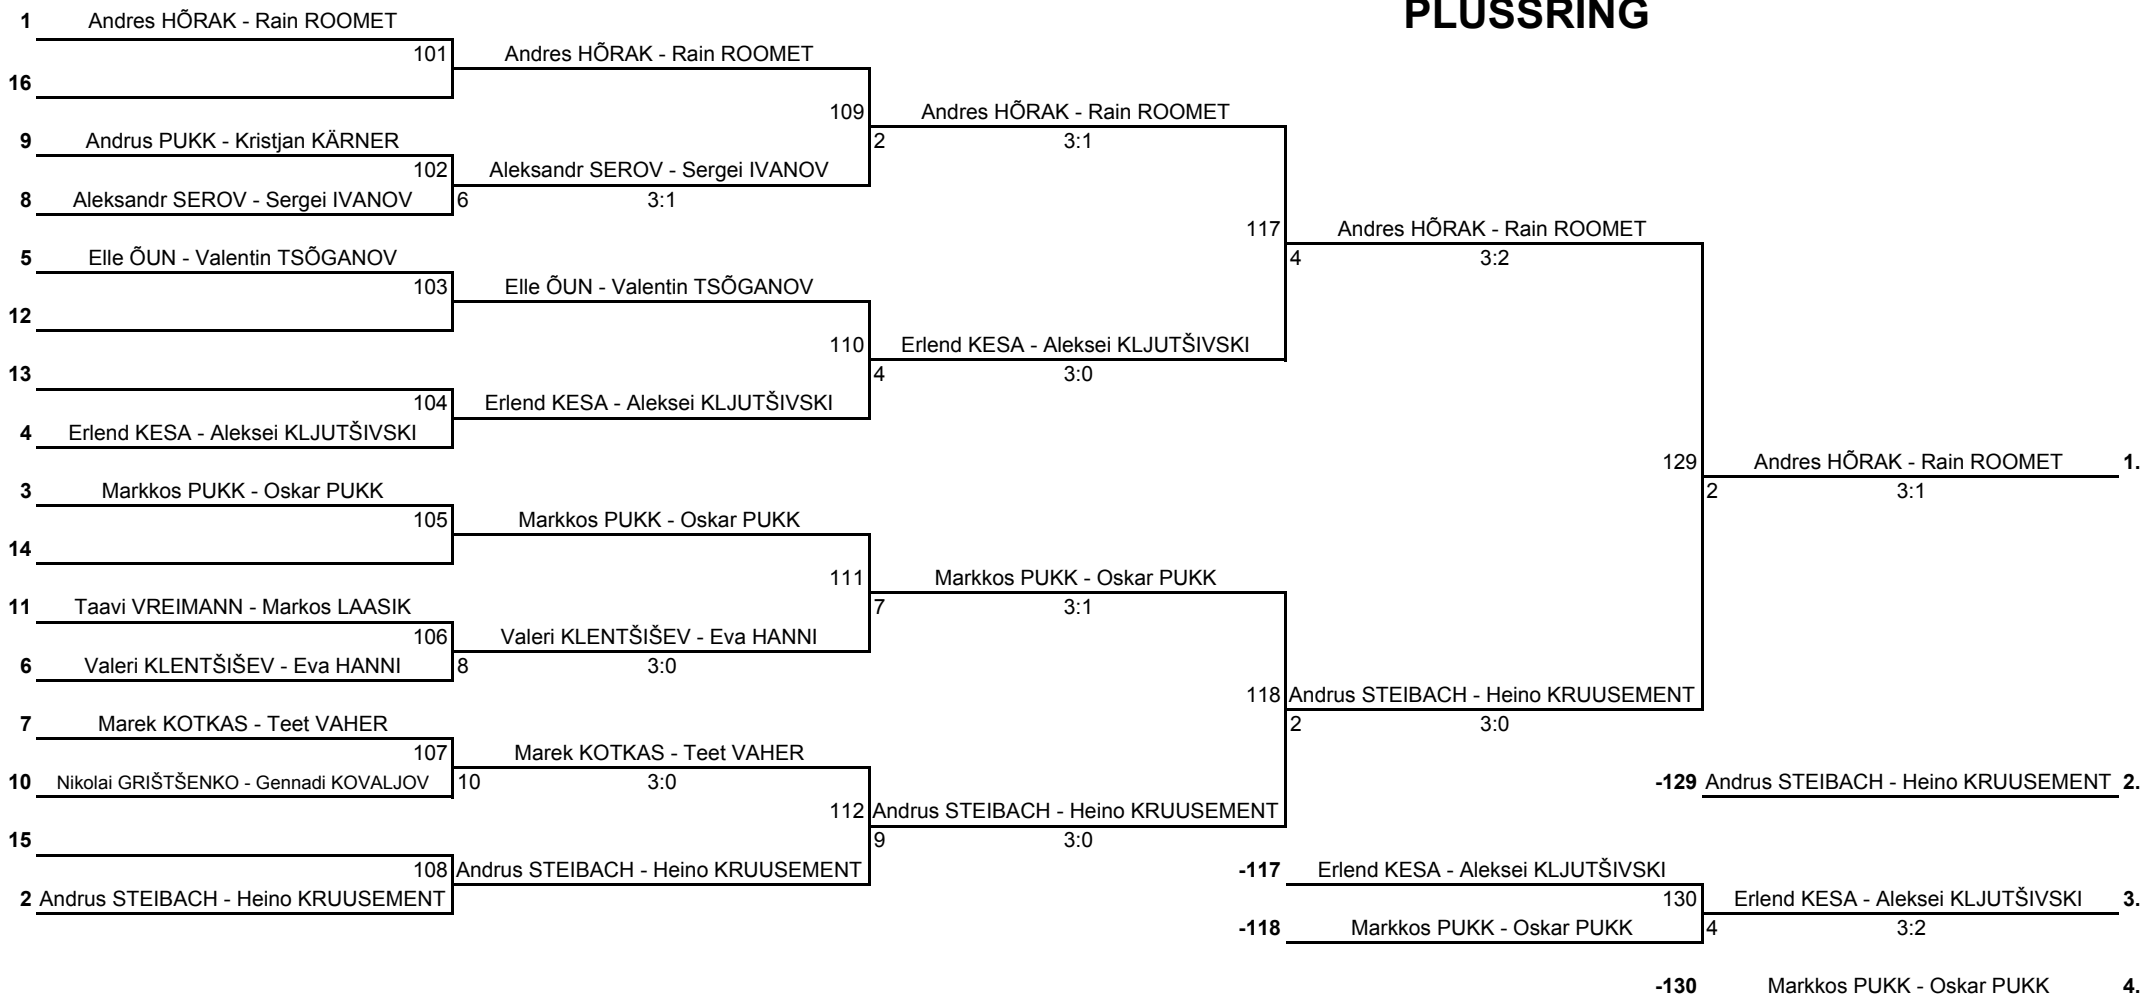 PLUSSRING
1 Andres HÕRAK - Rain ROOMET
101 Andres HÕRAK - Rain ROOMET
16
109 Andres HÕRAK - Rain ROOMET
9 Andrus PUKK - Kristjan KÄRNER
2 3:1
102 Aleksandr SEROV - Sergei IVANOV
8 Aleksandr SEROV - Sergei IVANOV 6 3:1
117 Andres HÕRAK - Rain ROOMET
5 Elle ÕUN - Valentin TSÕGANOV
4 3:2
103 Elle ÕUN - Valentin TSÕGANOV
12
110 Erlend KESA - Aleksei KLJUTŠIVSKI
13
4 3:0
104 Erlend KESA - Aleksei KLJUTŠIVSKI
4 Erlend KESA - Aleksei KLJUTŠIVSKI
129 Andres HÕRAK - Rain ROOMET 1.
3 Markkos PUKK - Oskar PUKK
2 3:1
105 Markkos PUKK - Oskar PUKK
14
111 Markkos PUKK - Oskar PUKK
11 Taavi VREIMANN - Markos LAASIK
7 3:1
106 Valeri KLENTŠIŠEV - Eva HANNI
6 Valeri KLENTŠIŠEV - Eva HANNI 8 3:0
118 Andrus STEIBACH - Heino KRUUSEMENT
7 Marek KOTKAS - Teet VAHER
2 3:0
107 Marek KOTKAS - Teet VAHER
10 Nikolai GRIŠTŠENKO - Gennadi KOVALJOV 10 3:0
-129 Andrus STEIBACH - Heino KRUUSEMENT 2.
112 Andrus STEIBACH - Heino KRUUSEMENT
15
9 3:0
108 Andrus STEIBACH - Heino KRUUSEMENT
-117 Erlend KESA - Aleksei KLJUTŠIVSKI
2 Andrus STEIBACH - Heino KRUUSEMENT
130 Erlend KESA - Aleksei KLJUTŠIVSKI 3.
-118 Markkos PUKK - Oskar PUKK 4 3:2
-130 Markkos PUKK - Oskar PUKK 4.